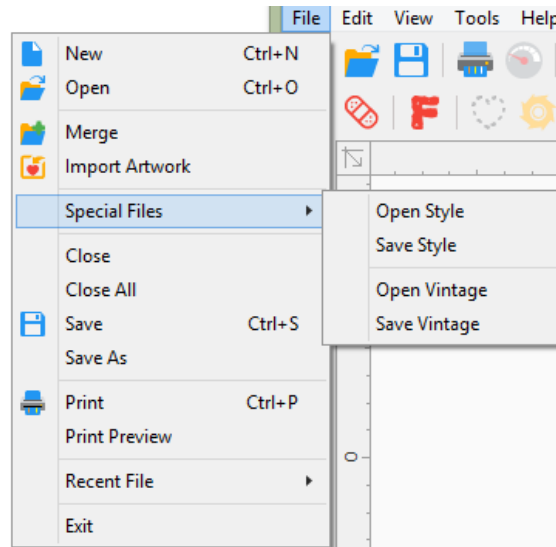 File Edit View Tools Help
New Ctrl+N
Open Ctrl+O
Merge
Import Artwork
Special Files
Open Style
Save Style
Open Vintage
Save Vintage
Close
Close All
Save Ctrl+S
Save As
Print Ctrl+P
Print Preview
Recent File
Exit
0